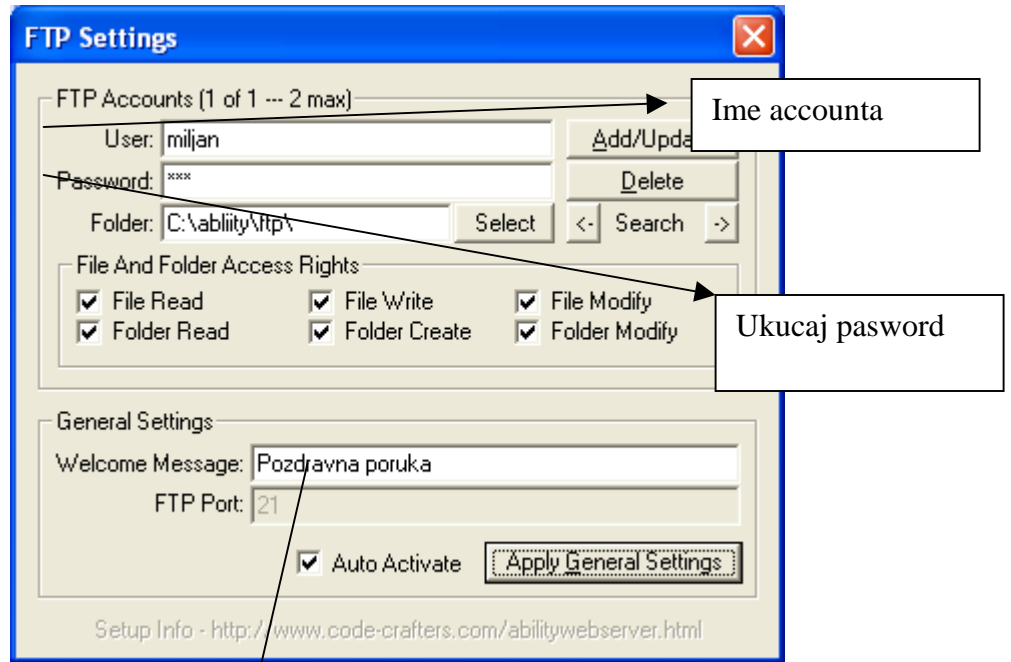 FTP Settings
FTP Accounts (1 of 1 --- 2 max)
Ime accounta
User: miljan
Add/Upda
Password: ***
Delete
Folder: C:\abliity\ftp\ Select <- Search ->
File And Folder Access Rights
File Read File Write File Modify
Folder Read Folder Create Folder Modify
Ukucaj pasword
General Settings
Welcome Message: Pozdravna poruka
FTP Port: 21
Auto Activate Apply General Settings
Setup Info - http://www.code-crafters.com/abilitywebserver.html